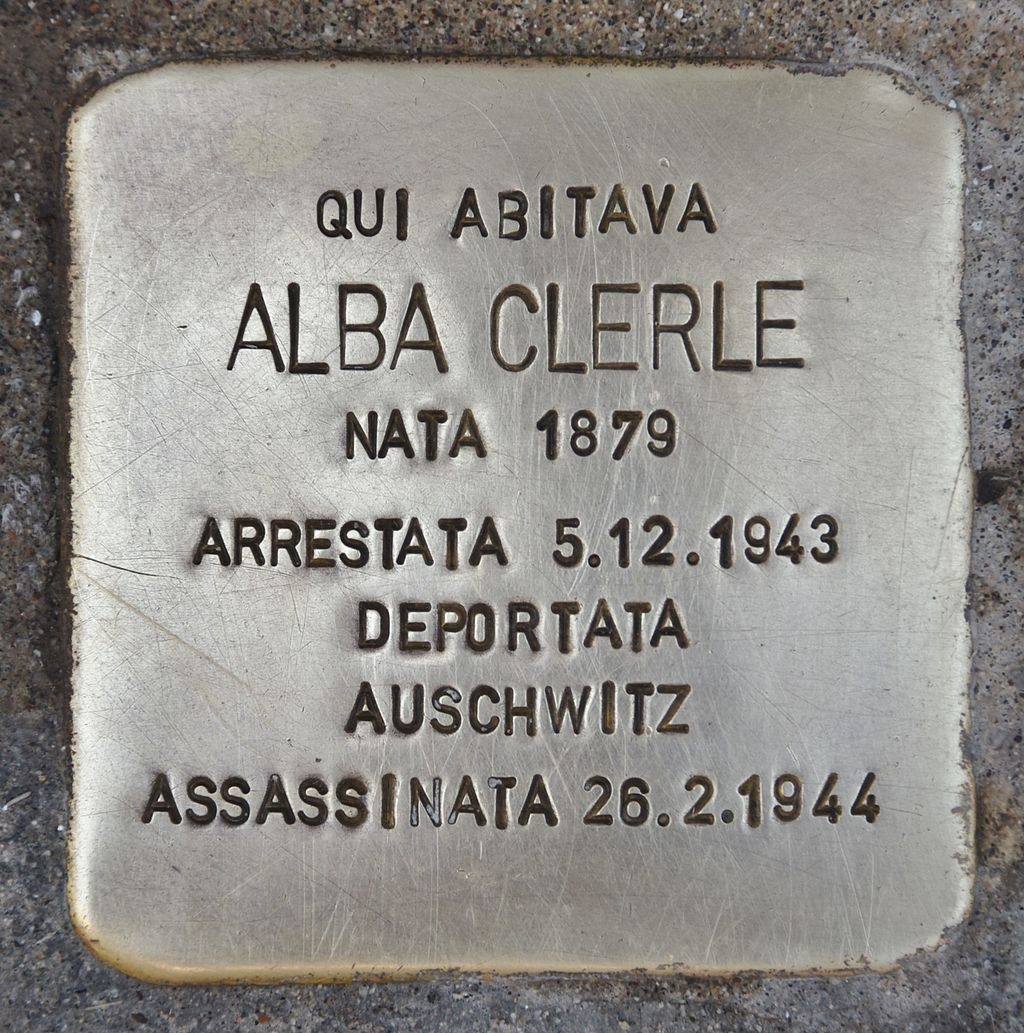 QUI ABITAVA
ALBA CLERLE
NATA 1879
ARRESTATA 5.12.1943
DEPORTATA
AUSCHWITZ
ASSASSINATA 26.2.1944